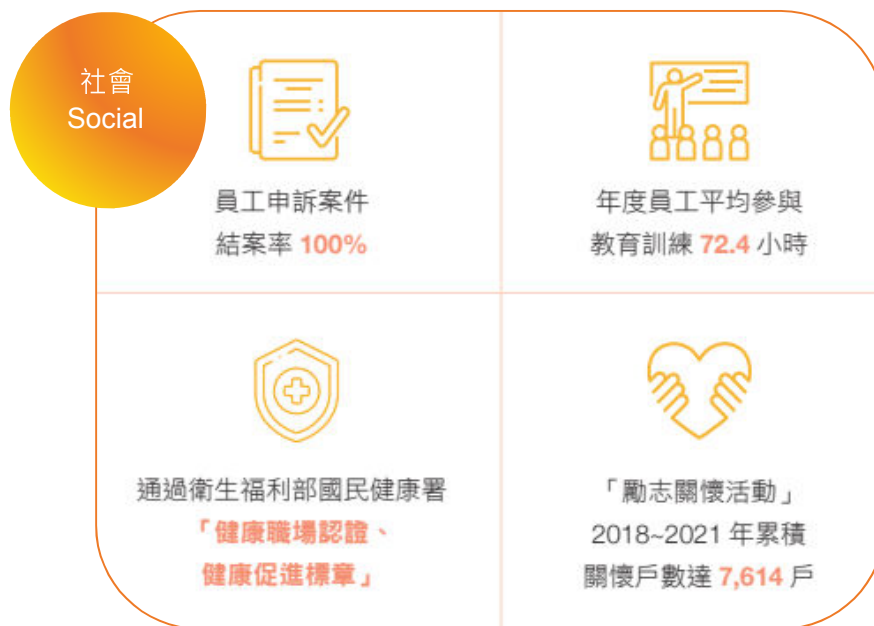 社會
Social
員工申訴案件
結案率 100%
年度員工平均參與
教育訓練 72.4 小時
通過衛生福利部國民健康署
「健康職場認證、
健康促進標章」
「勵志關懷活動」
2018~2021 年累積
關懷戶數達 7,614 戶